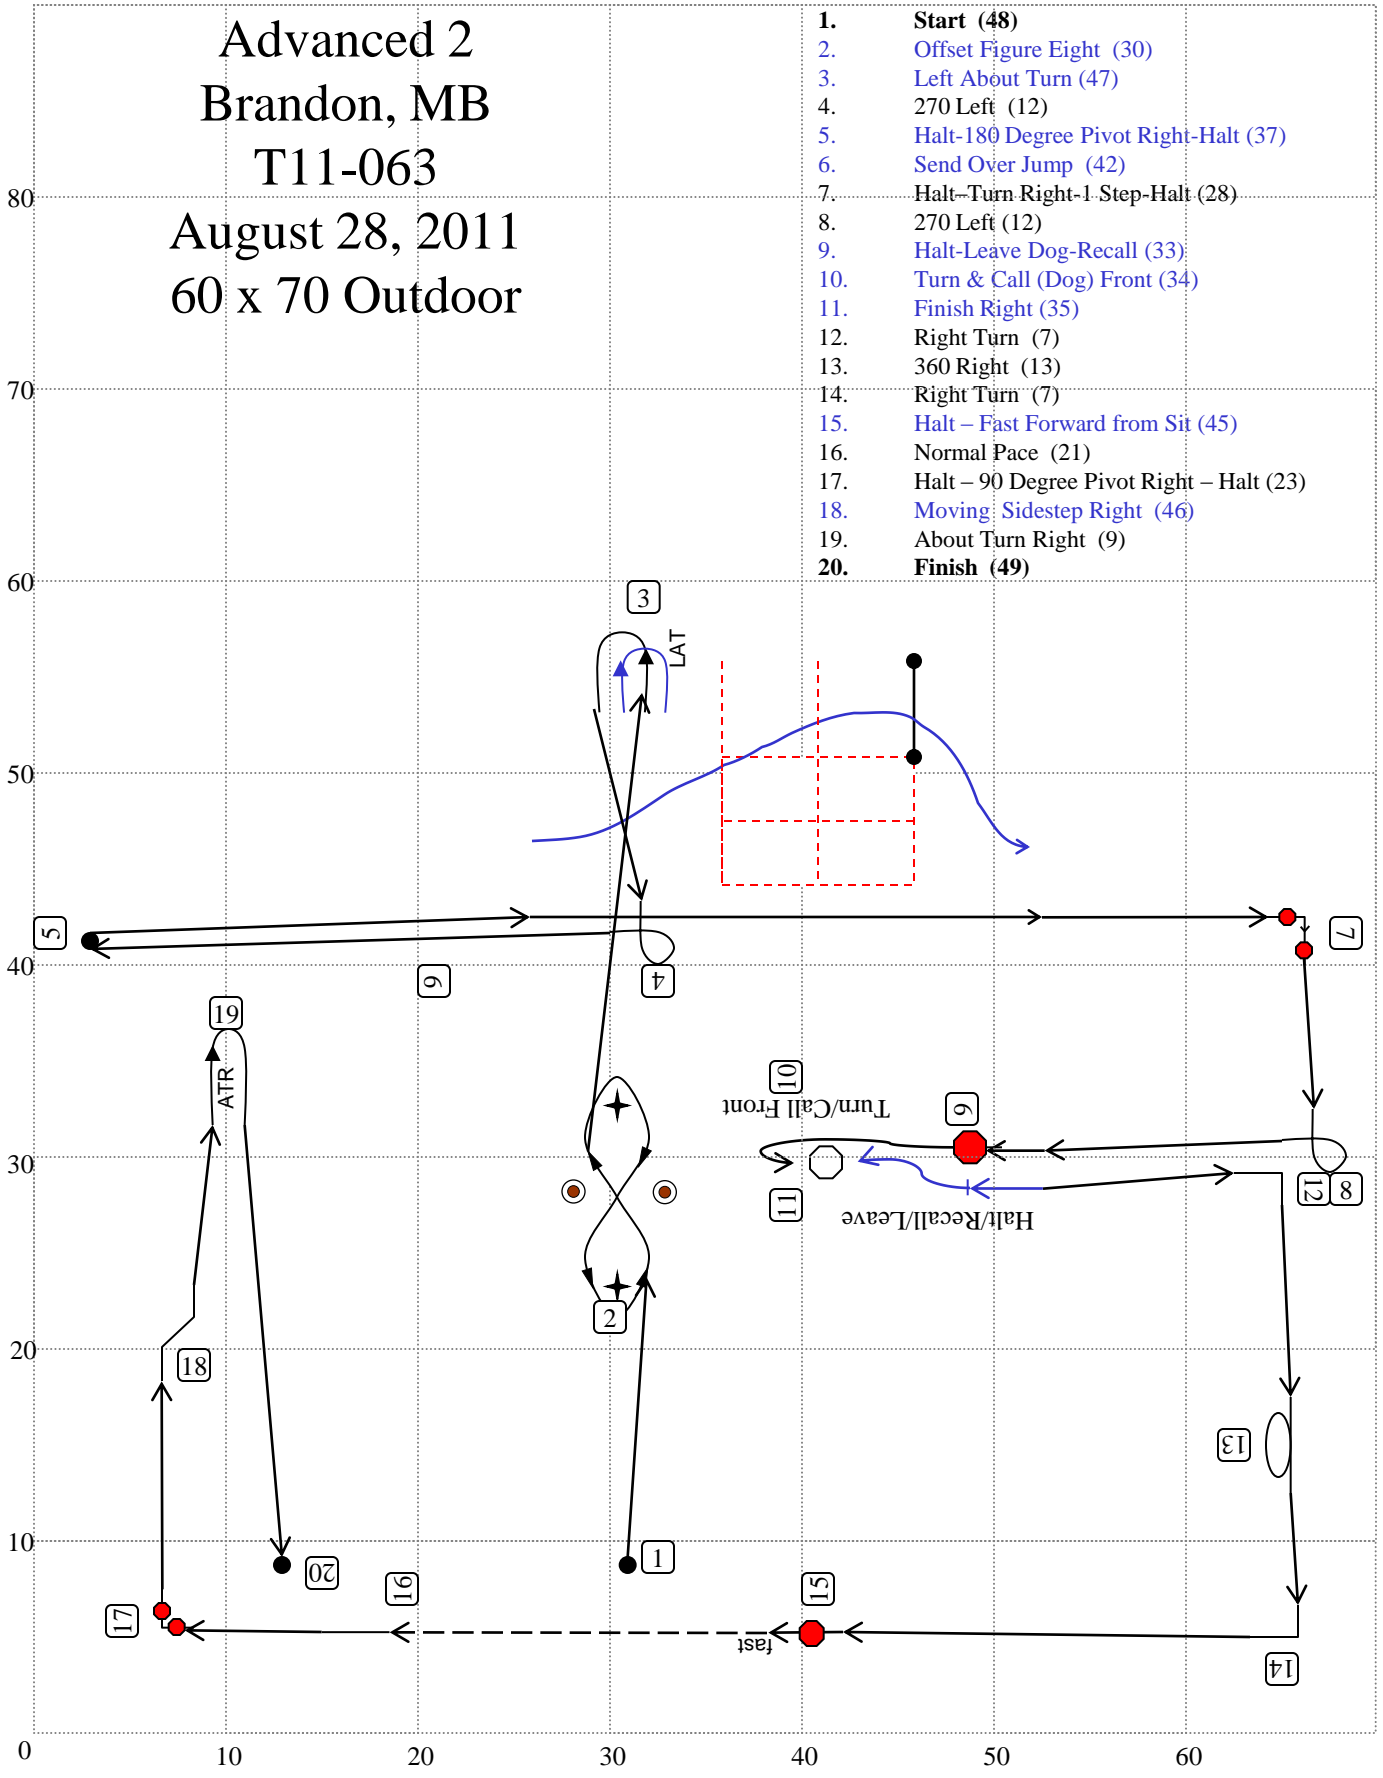 Advanced 2
Brandon, MB
T11-063
August 28, 2011
60 x 70 Outdoor
1. Start (48)
2. Offset Figure Eight (30)
3. Left About Turn (47)
4. 270 Left (12)
5. Halt-180 Degree Pivot Right-Halt (37)
6. Send Over Jump (42)
7. Halt–Turn Right-1 Step-Halt (28)
8. 270 Left (12)
9. Halt-Leave Dog-Recall (33)
10. Turn & Call (Dog) Front (34)
11. Finish Right (35)
12. Right Turn (7)
13. 360 Right (13)
14. Right Turn (7)
15. Halt – Fast Forward from Sit (45)
16. Normal Pace (21)
17. Halt – 90 Degree Pivot Right – Halt (23)
18. Moving Sidestep Right (46)
19. About Turn Right (9)
20. Finish (49)
80
70
60
3
LAT
50
5
7
40
6
4
19
ATR
10
Turn/Call Front
9
30
11
12
8
Halt/Recall/Leave
2
20
18
13
10
1
20
16
15
17
fast
14
0
10
20
30
40
50
60